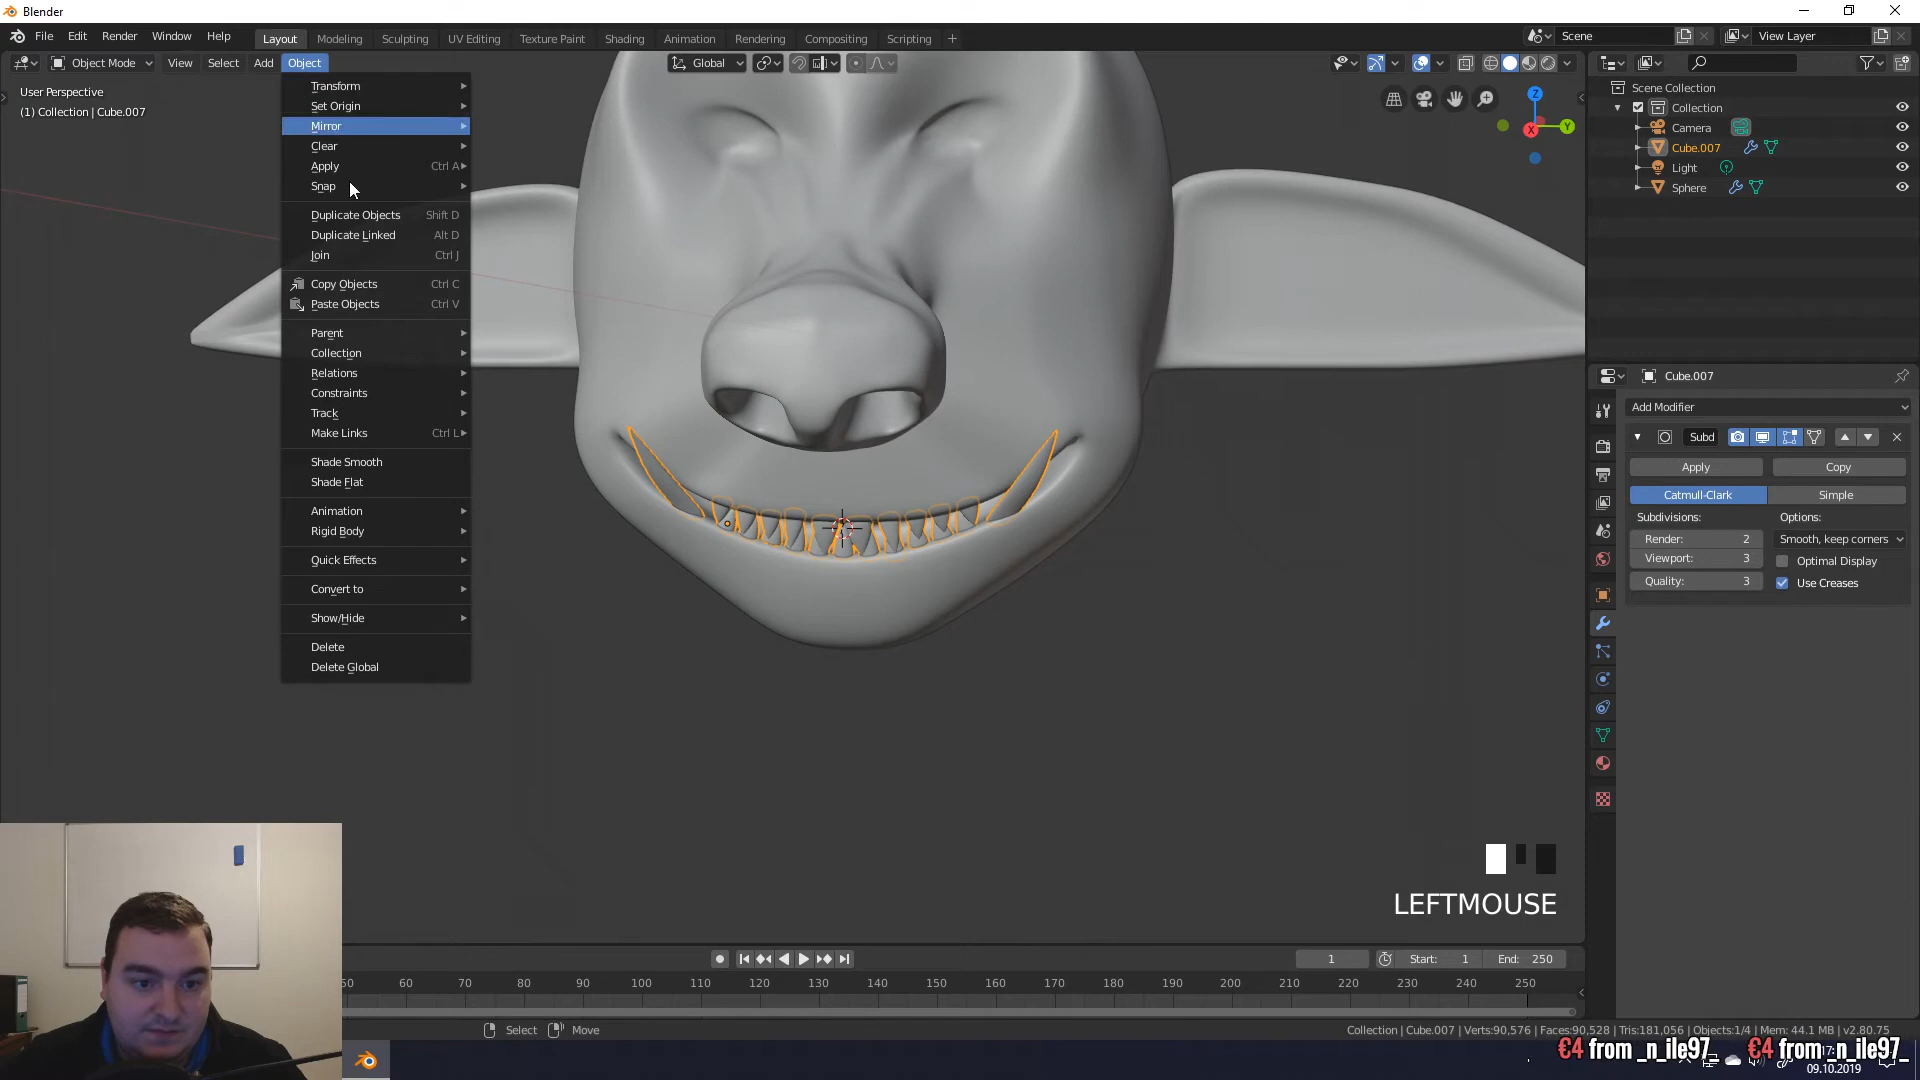 Blender
File Edit Render Window Help
Layout Modeling Sculpting UV Editing Texture Paint Shading Animation Rendering Compositing Scripting +
Scene
View Layer
Object Mode View Select Add Object
Global
User Perspective
(1) Collection | Cube.007
Transform
Set Origin
Mirror
Clear
Apply Ctrl A
Snap
Duplicate Objects Shift D
Duplicate Linked Alt D
Join Ctrl J
Copy Objects Ctrl C
Paste Objects Ctrl V
Parent
Collection
Relations
Constraints
Track
Make Links Ctrl L
Shade Smooth
Shade Flat
Animation
Rigid Body
Quick Effects
Convert to
Show/Hide
Delete
Delete Global
Z
X Y
Scene Collection
Collection
Camera
Cube.007
Light
Sphere
Cube.007
Add Modifier
Subd
Apply Copy
Catmull-Clark Simple
Subdivisions: Options:
Render: 2 Smooth, keep corners
Viewport: 3 Optimal Display
Quality: 3 Use Creases
LEFTMOUSE
1 Start: 1 End: 250
50 60 70 80 90 100 110 120 130 140 150 160 170 180 190 200 210 220 230 240 250
Select Move
Collection | Cube.007 | Verts:90,576 | Faces:90,528 | Tris:181,056 | Objects:1/4 | Mem: 44.1 MB | v2.80.75
€4 from _n_ile97_ €4 from _n_ile97_
09.10.2019